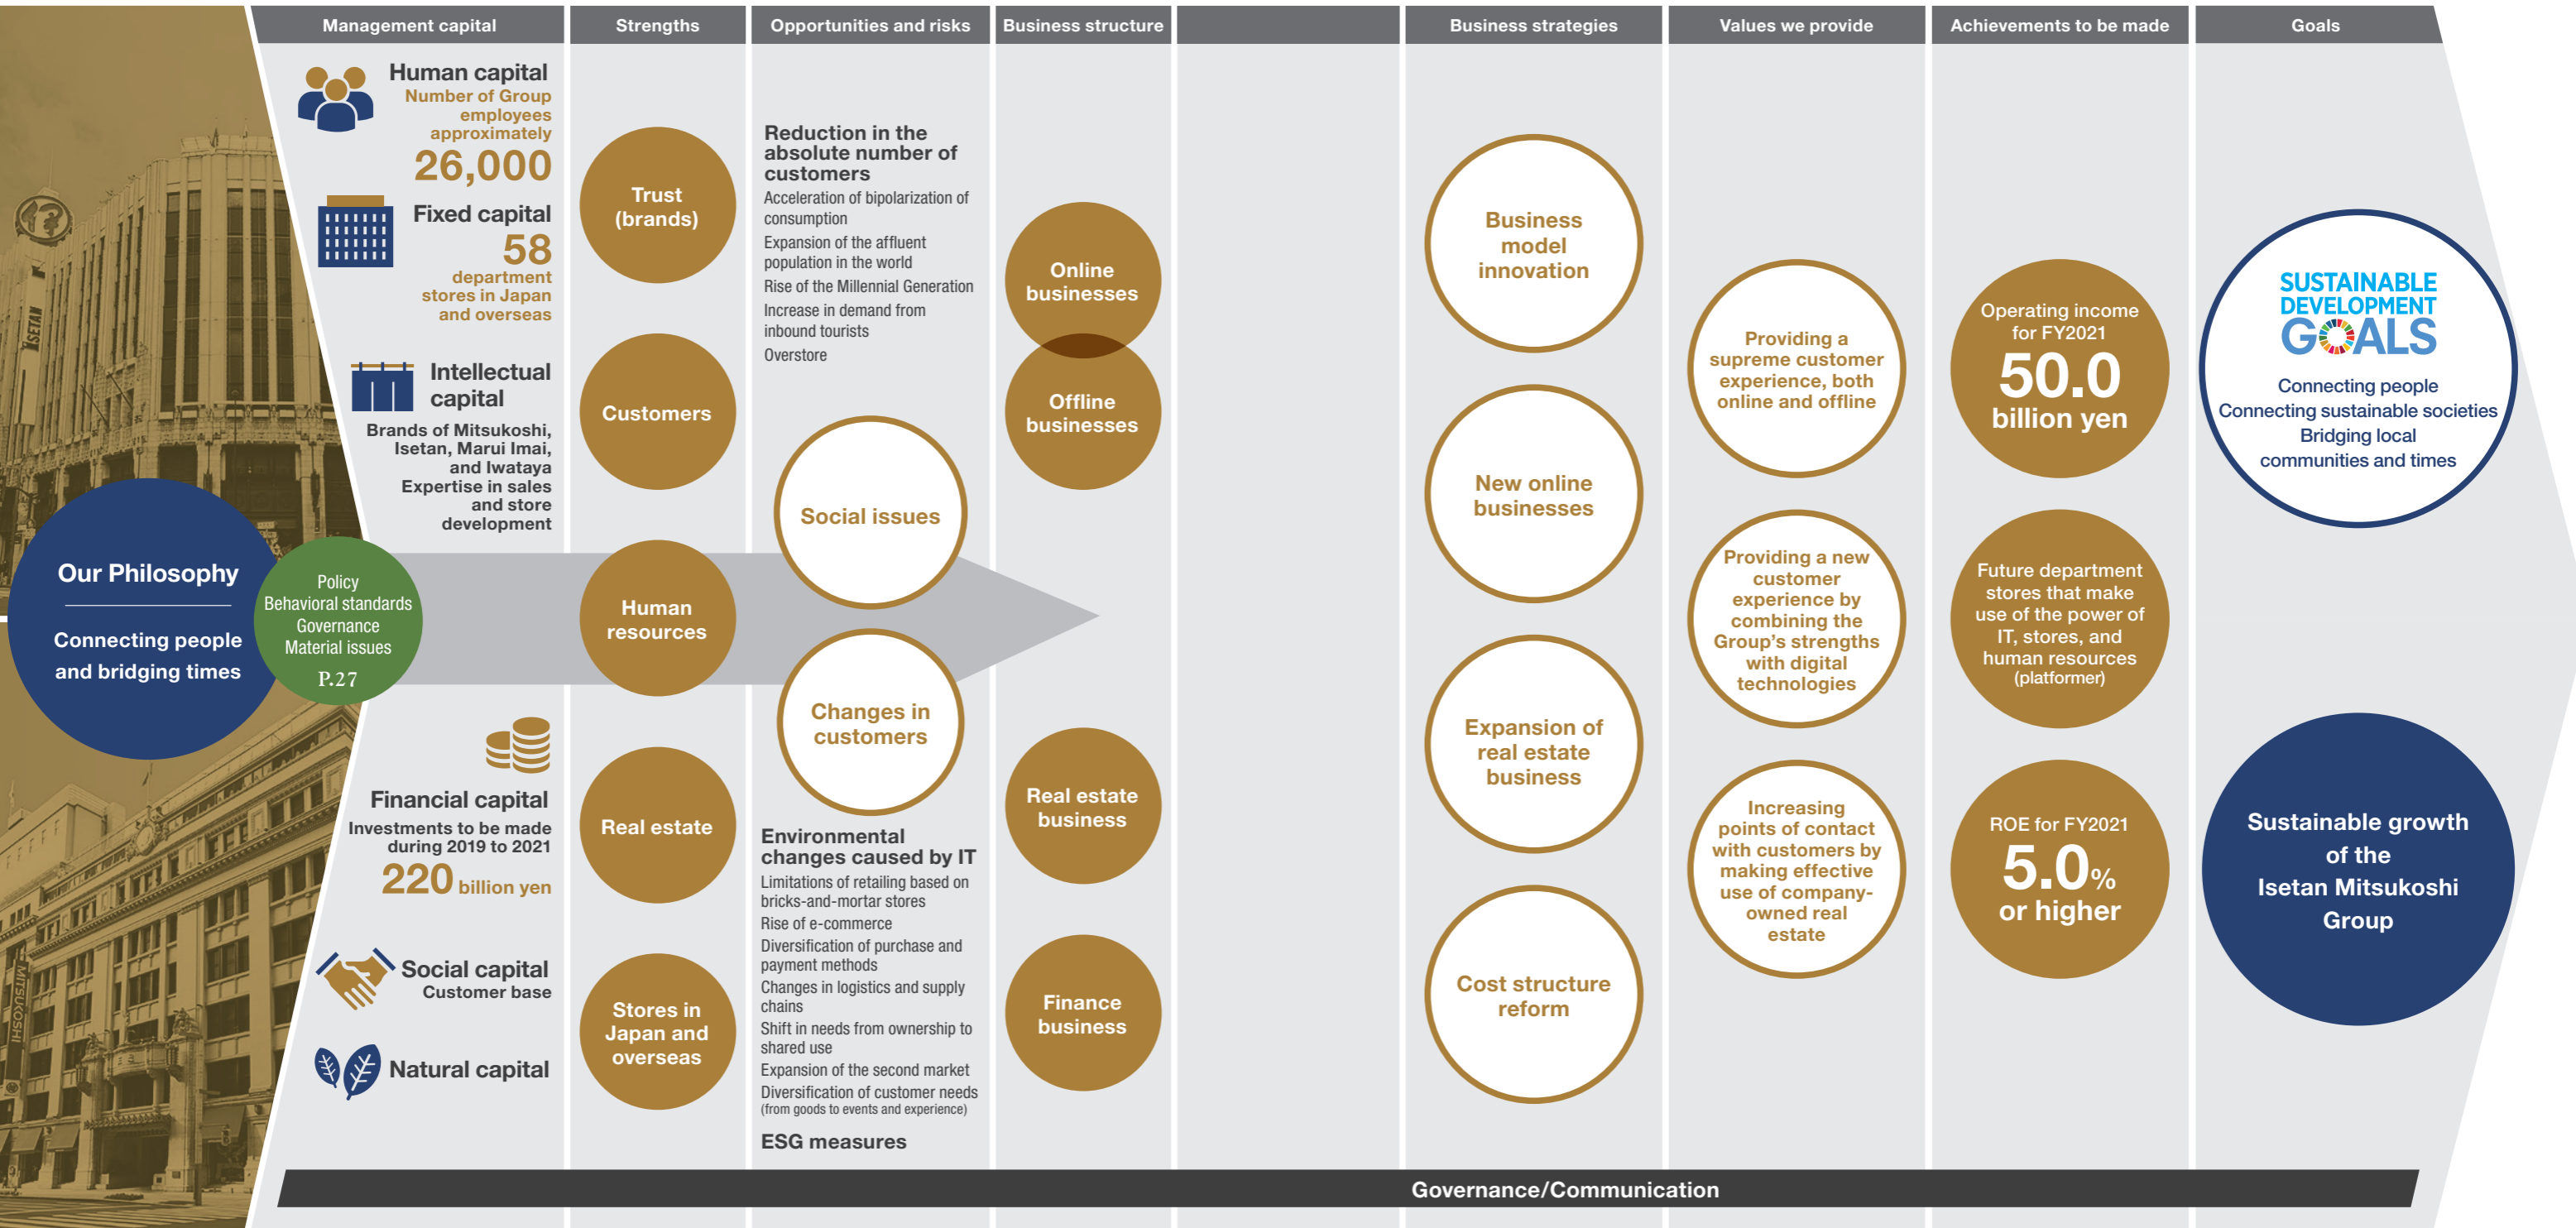 Management capital
Strengths
Opportunities and risks
Business structure
Business strategies
Values we provide
Achievements to be made
Goals
ISETAN
MITSUKOSHI
Our Philosophy
Connecting people
and bridging times
Policy
Behavioral standards
Governance
Material issues
P.27
Human capital
Number of Group
employees
approximately
26,000
Fixed capital
58
department
stores in Japan
and overseas
Intellectual
capital
Brands of Mitsukoshi,
Isetan, Marui Imai,
and Iwataya
Expertise in sales
and store
development
Financial capital
Investments to be made
during 2019 to 2021
220 billion yen
Social capital
Customer base
Natural capital
Trust
(brands)
Customers
Human
resources
Real estate
Stores in
Japan and
overseas
Reduction in the
absolute number of
customers
Acceleration of bipolarization of
consumption
Expansion of the affluent
population in the world
Rise of the Millennial Generation
Increase in demand from
inbound tourists
Overstore
Social issues
Changes in
customers
Environmental
changes caused by IT
Limitations of retailing based on
bricks-and-mortar stores
Rise of e-commerce
Diversification of purchase and
payment methods
Changes in logistics and supply
chains
Shift in needs from ownership to
shared use
Expansion of the second market
Diversification of customer needs
(from goods to events and experience)
ESG measures
Online
businesses
Offline
businesses
Real estate
business
Finance
business
Business
model
innovation
New online
businesses
Expansion of
real estate
business
Cost structure
reform
Providing a
supreme customer
experience, both
online and offline
Providing a new
customer
experience by
combining the
Group's strengths
with digital
technologies
Increasing
points of contact
with customers by
making effective
use of company-
owned real
estate
Operating income
for FY2021
50.0
billion yen
Future department
stores that make
use of the power of
IT, stores, and
human resources
(platformer)
ROE for FY2021
5.0%
or higher
SUSTAINABLE
DEVELOPMENT
GOALS
Connecting people
Connecting sustainable societies
Bridging local
communities and times
Sustainable growth
of the
Isetan Mitsukoshi
Group
Governance/Communication